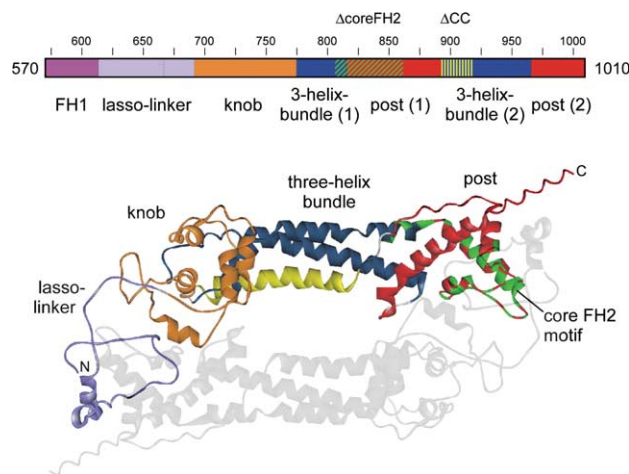 ΔcoreFH2 ΔCC
600 650 700 750 800 850 900 950 1000
570 1010
FH1 lasso-linker knob 3-helix-bundle (1) post (1) 3-helix-bundle (2) post (2)
three-helix
bundle
post
C
knob
lasso-
linker
core FH2
motif
N